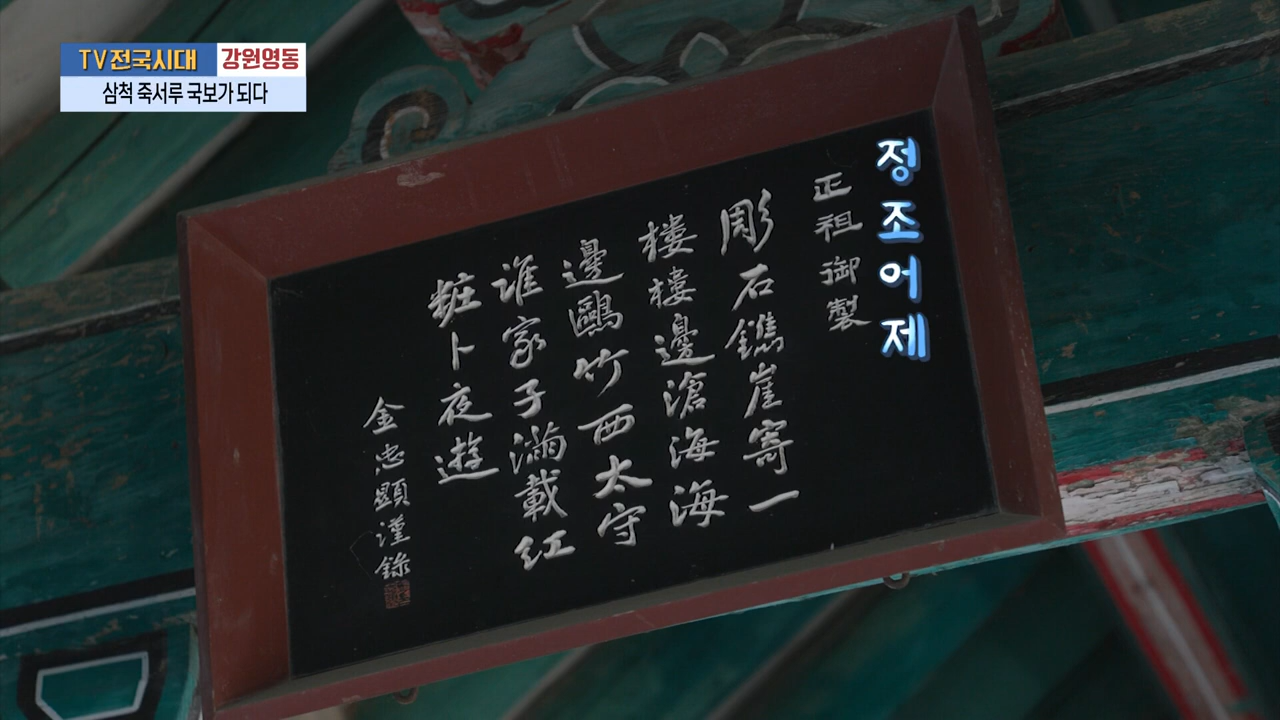 TV전국시대 강원영동
삼척 죽서루 국보가 되다
정조어제
正祖御製
彫石鐫崖寄一
樓樓邊滄海海
邊鷗竹西太守
誰家子滿載紅
粧卜夜遊
金忠顯謹錄